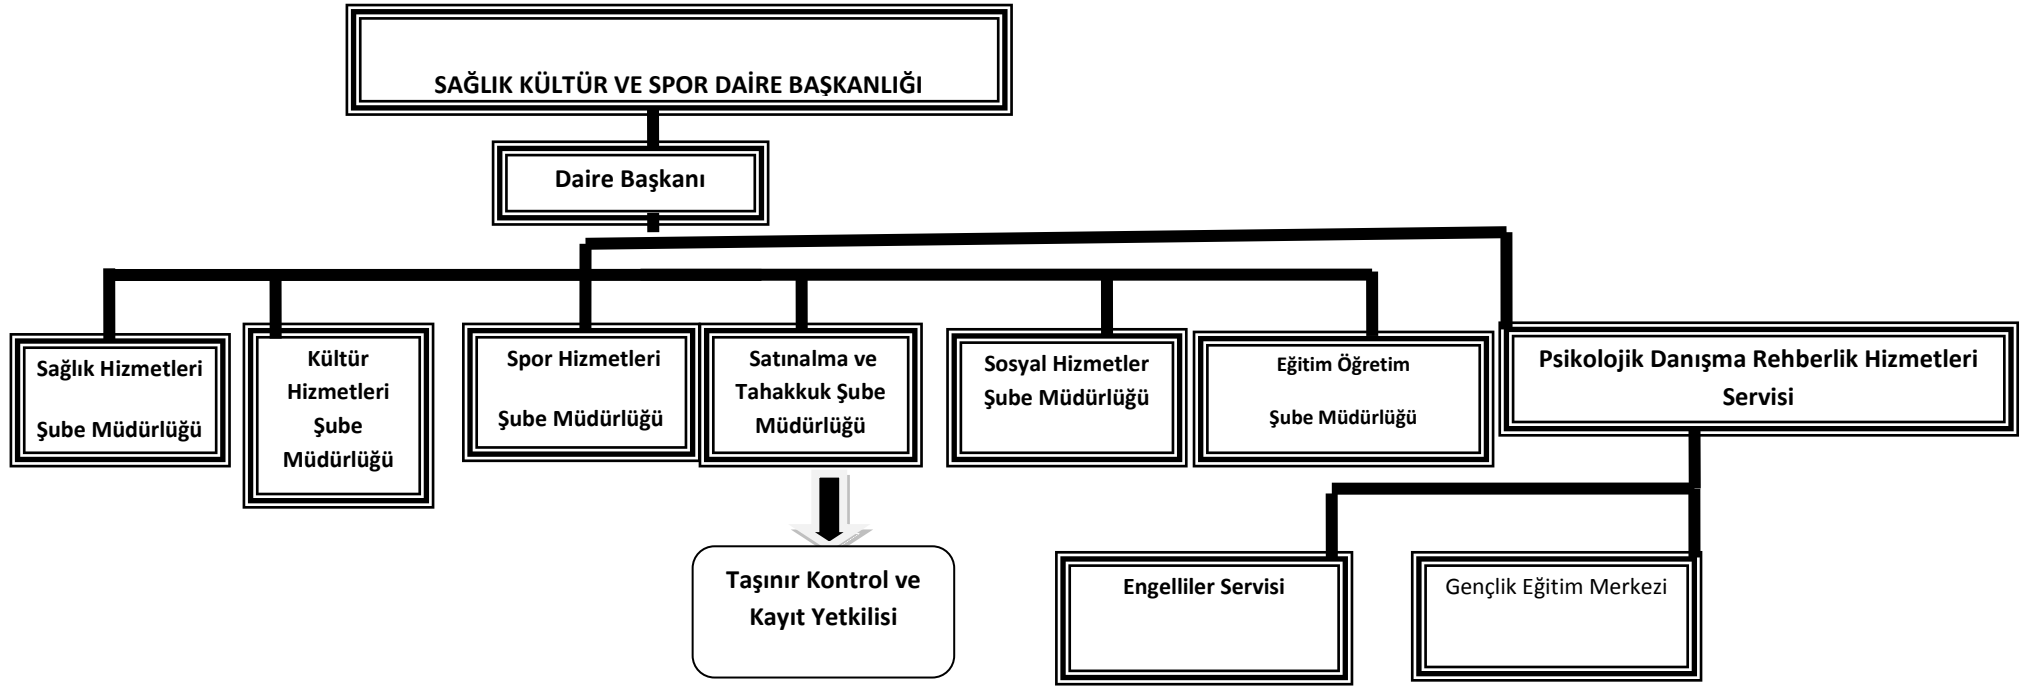 SAĞLIK KÜLTÜR VE SPOR DAİRE BAŞKANLIĞI
Daire Başkanı
Sağlık Hizmetleri
Şube Müdürlüğü
Kültür
Hizmetleri
Şube
Müdürlüğü
Spor Hizmetleri
Şube Müdürlüğü
Satınalma ve
Tahakkuk Şube
Müdürlüğü
Sosyal Hizmetler
Şube Müdürlüğü
Eğitim Öğretim
Şube Müdürlüğü
Psikolojik Danışma Rehberlik Hizmetleri
Servisi
Taşınır Kontrol ve
Kayıt Yetkilisi
Engelliler Servisi
Gençlik Eğitim Merkezi